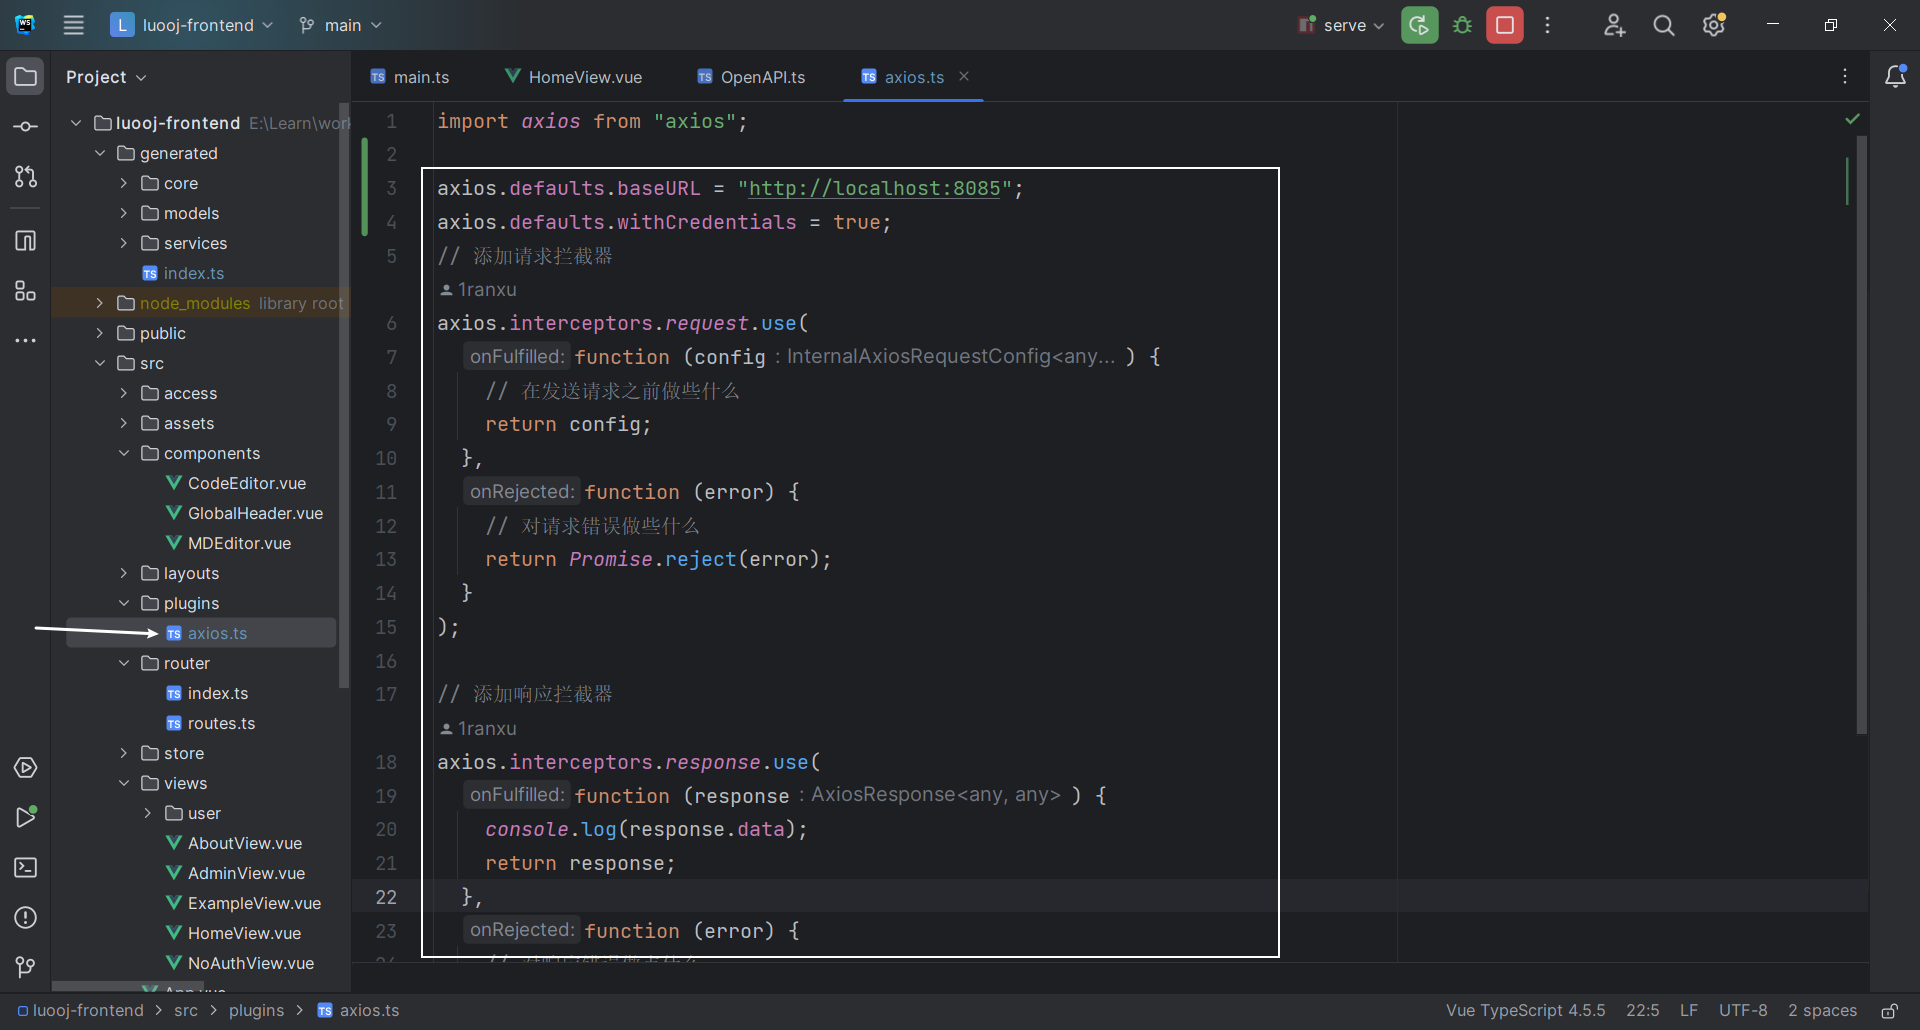 L luooj-frontend main serve
Project
main.ts HomeView.vue OpenAPI.ts axios.ts
luooj-frontend E:\Learn\work
generated
core
models
services
TS index.ts
node_modules library root
public
src
access
assets
components
CodeEditor.vue
GlobalHeader.vue
MDEditor.vue
layouts
plugins
TS axios.ts
router
TS index.ts
TS routes.ts
store
views
user
AboutView.vue
AdminView.vue
ExampleView.vue
HomeView.vue
NoAuthView.vue
App.vue
1 import axios from "axios";
2
3 axios.defaults.baseURL = "http://localhost:8085";
4 axios.defaults.withCredentials = true;
5 // 添加请求拦截器
1ranxu
6 axios.interceptors.request.use(
7 onFulfilled: function (config : InternalAxiosRequestConfig<any... ) {
8 // 在发送请求之前做些什么
9 return config;
10 },
11 onRejected: function (error) {
12 // 对请求错误做些什么
13 return Promise.reject(error);
14 }
15 );
16
17 // 添加响应拦截器
1ranxu
18 axios.interceptors.response.use(
19 onFulfilled: function (response : AxiosResponse<any, any> ) {
20 console.log(response.data);
21 return response;
22 },
23 onRejected: function (error) {
luooj-frontend > src > plugins > TS axios.ts
Vue TypeScript 4.5.5 22:5 LF UTF-8 2 spaces